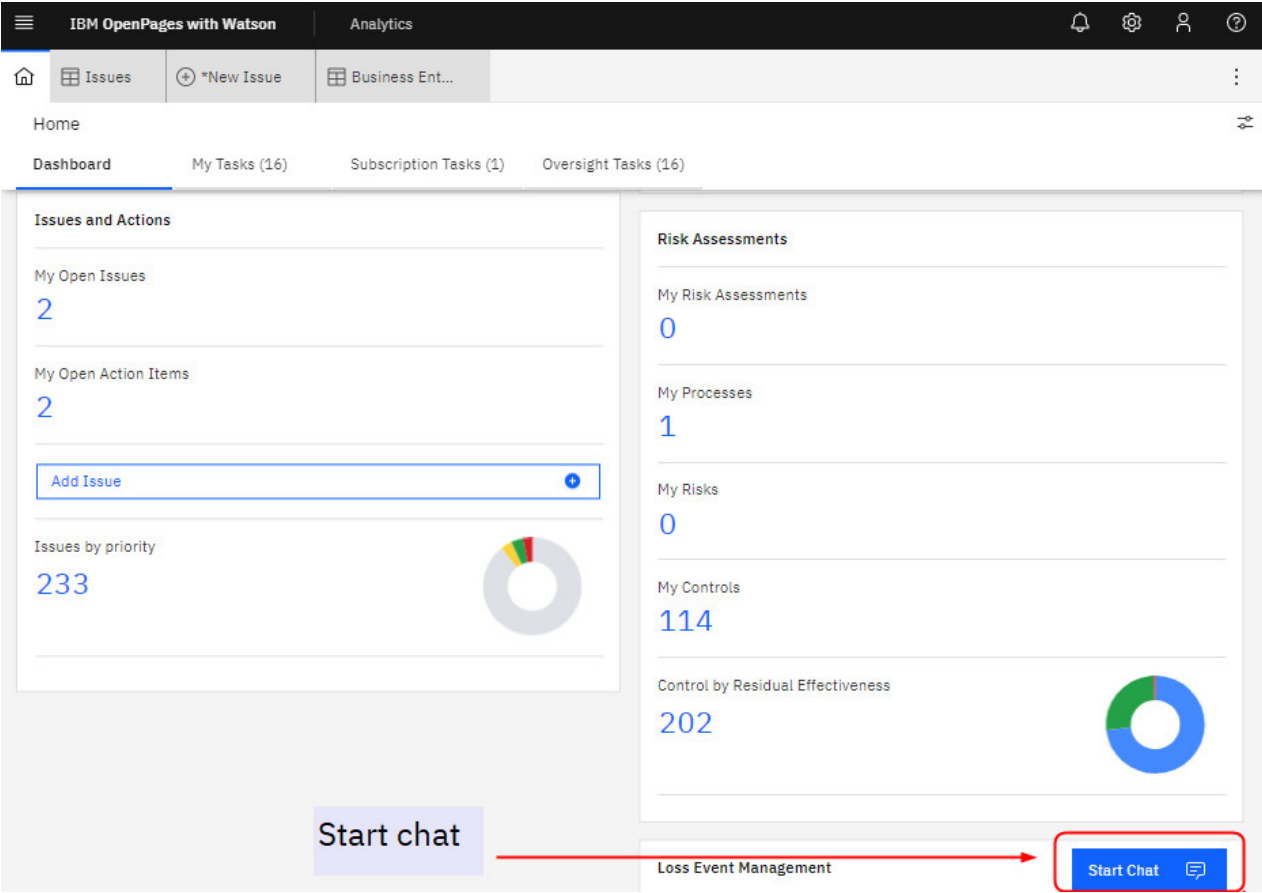 IBM OpenPages with Watson
Analytics
Issues
*New Issue
Business Ent...
Home
Dashboard
My Tasks (16)
Subscription Tasks (1)
Oversight Tasks (16)
Issues and Actions
My Open Issues
2
My Open Action Items
2
Add Issue
Issues by priority
233
Risk Assessments
My Risk Assessments
0
My Processes
1
My Risks
0
My Controls
114
Control by Residual Effectiveness
202
Start chat
Loss Event Management
Start Chat